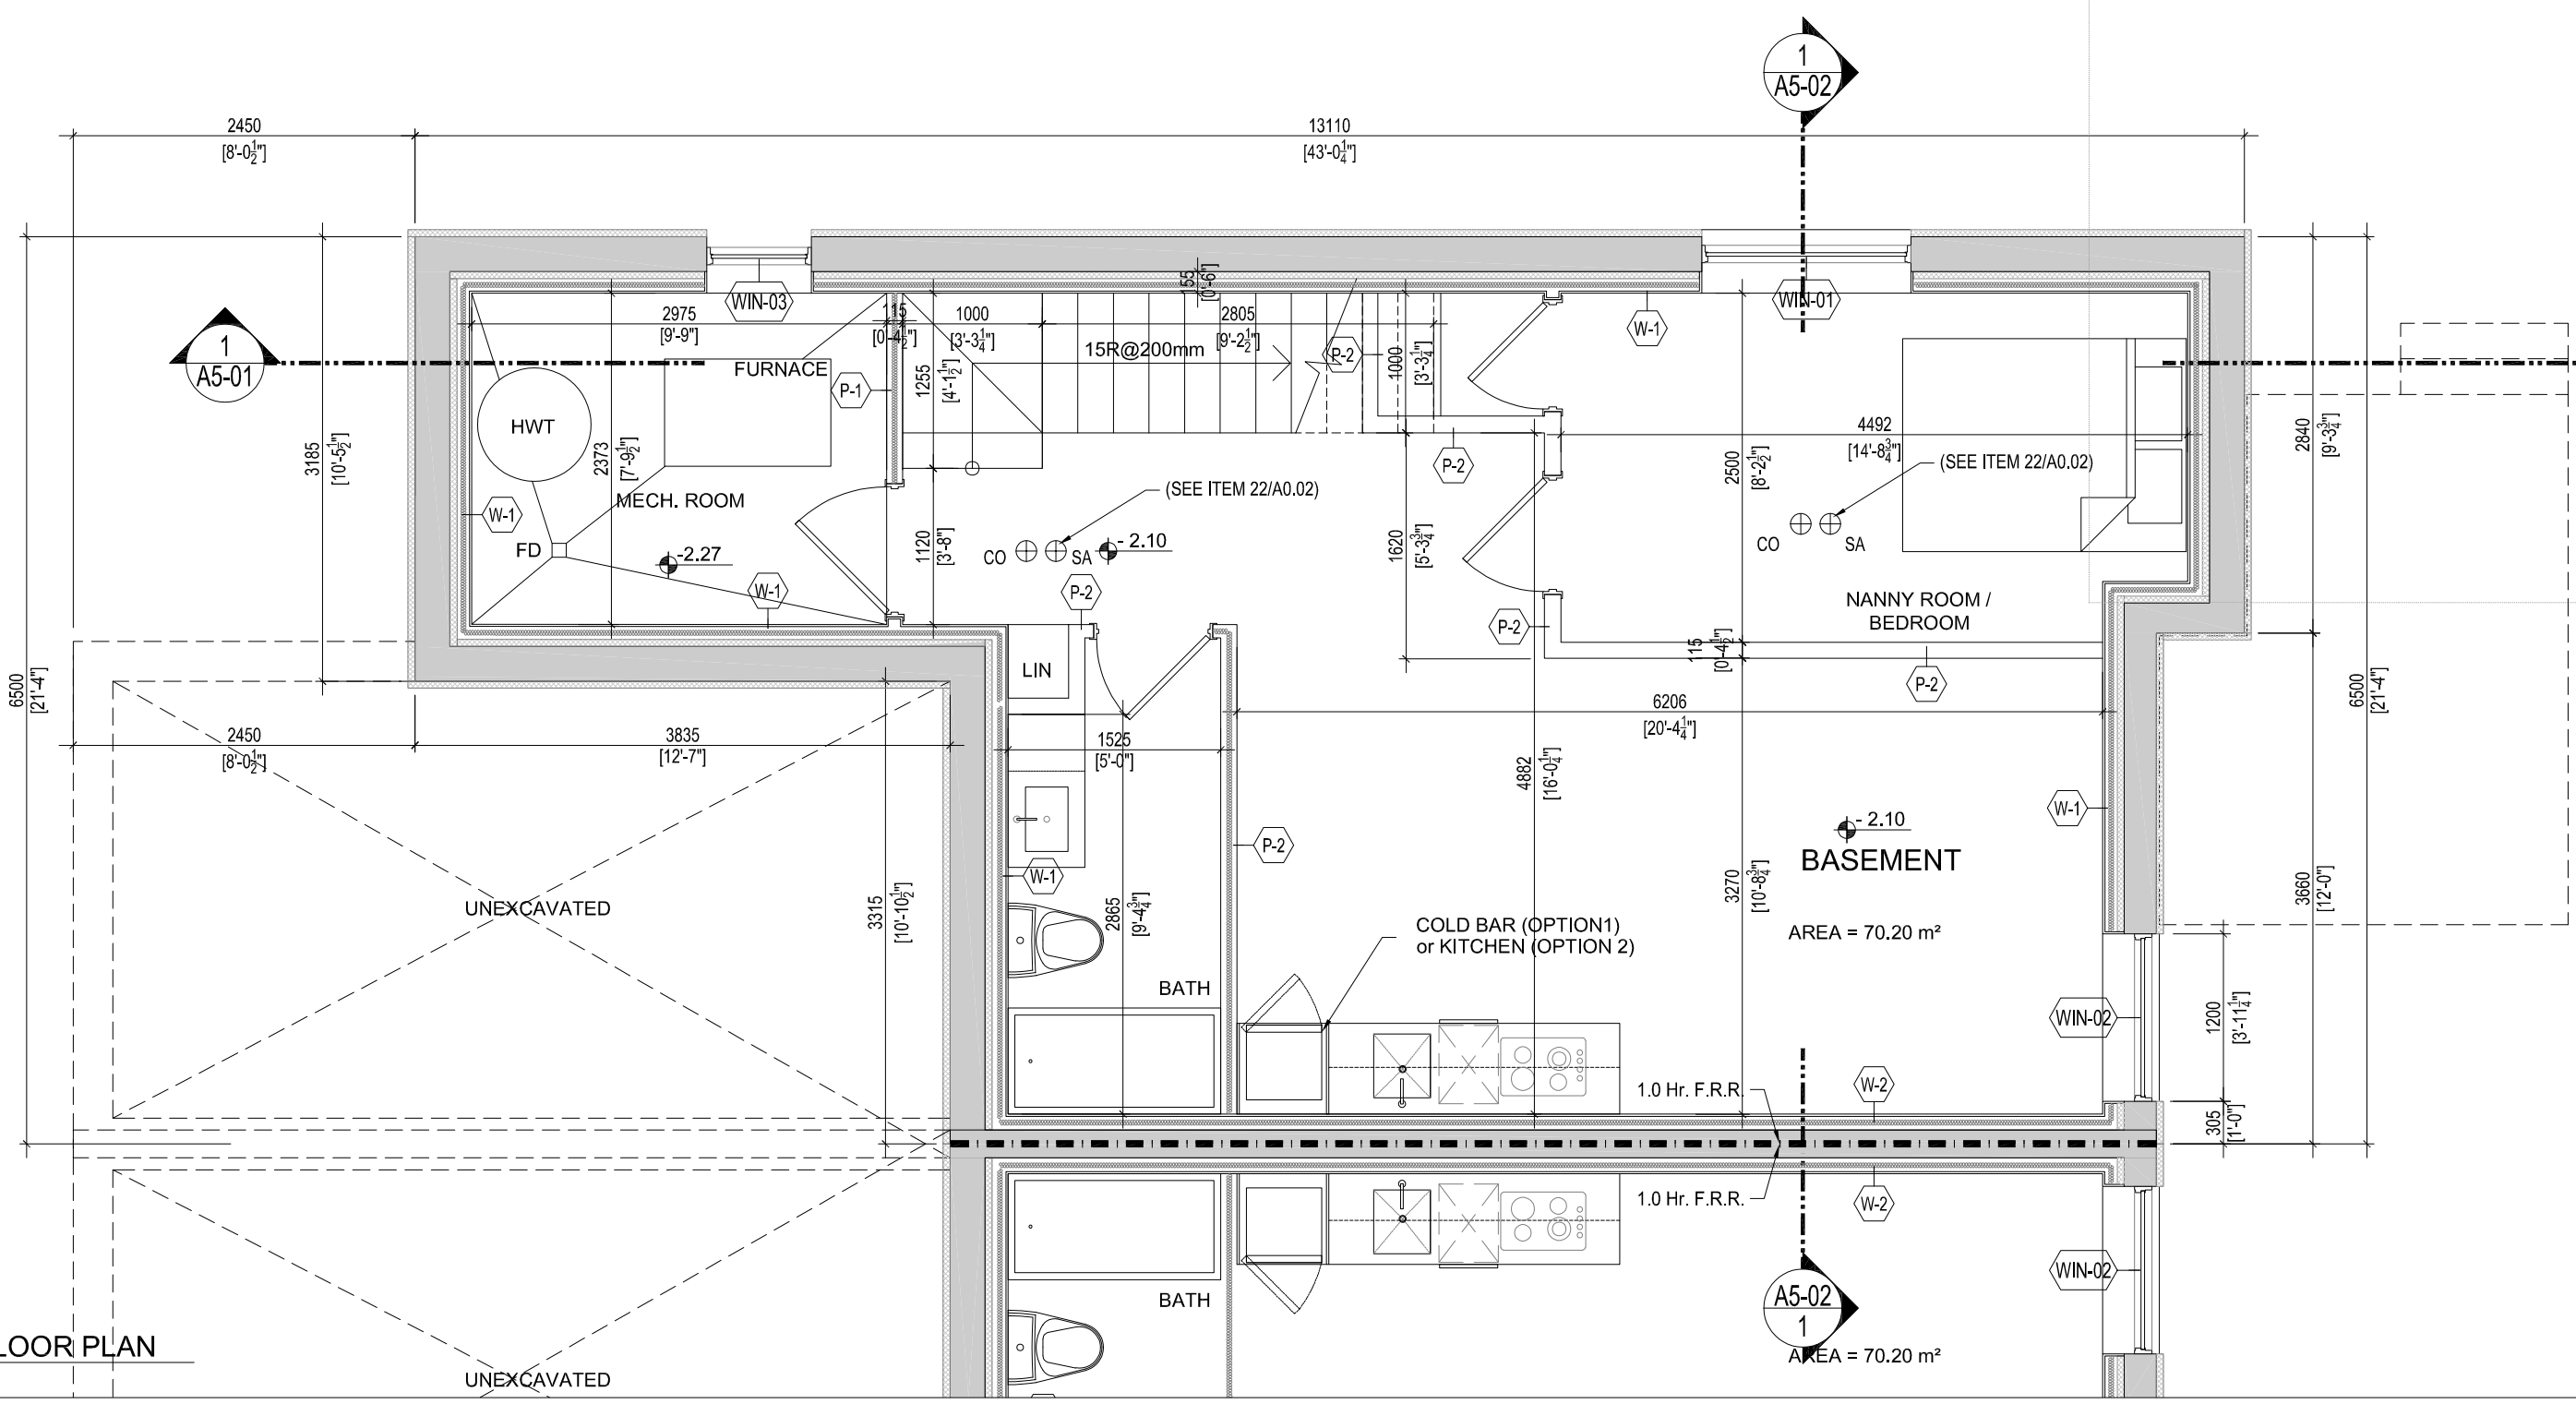 1
A5-02
2450
[8'-0½"]
13110
[43'-0¼"]
155
[0'-6"]
WIN-03
WIN-01
W-1
2975
[9'-9"]
115
[0'-4½"]
1000
[3'-3¼"]
2805
[9'-2½"]
15R@200mm
P-2
1000
[3'-3¼"]
1
A5-01
FURNACE
P-1
1255
[4'-1½"]
HWT
2373
[7'-9½"]
3185
[10'-5½"]
4492
[14'-8¾"]
2840
[9'-3¾"]
P-2
2500
[8'-2½"]
(SEE ITEM 22/A0.02)
(SEE ITEM 22/A0.02)
MECH. ROOM
W-1
FD
-2.27
1120
[3'-8"]
CO
SA
- 2.10
1620
[5'-3¾"]
CO
SA
W-1
P-2
NANNY ROOM /
BEDROOM
P-2
115
[0'-4½"]
LIN
P-2
6500
[21'-4"]
6500
[21'-4"]
6206
[20'-4¼"]
2450
[8'-0½"]
3835
[12'-7"]
1525
[5'-0"]
4882
[16'-0¼"]
W-1
- 2.10
BASEMENT
P-2
W-1
3270
[10'-8¾"]
3660
[12'-0"]
UNEXCAVATED
3315
[10'-10½"]
2865
[9'-4¾"]
COLD BAR (OPTION1)
or KITCHEN (OPTION 2)
AREA = 70.20 m²
BATH
WIN-02
1200
[3'-11¼"]
1.0 Hr. F.R.R.
W-2
305
[1'-0"]
1.0 Hr. F.R.R.
W-2
WIN-02
BATH
A5-02
1
LOOR PLAN
AREA = 70.20 m²
UNEXCAVATED